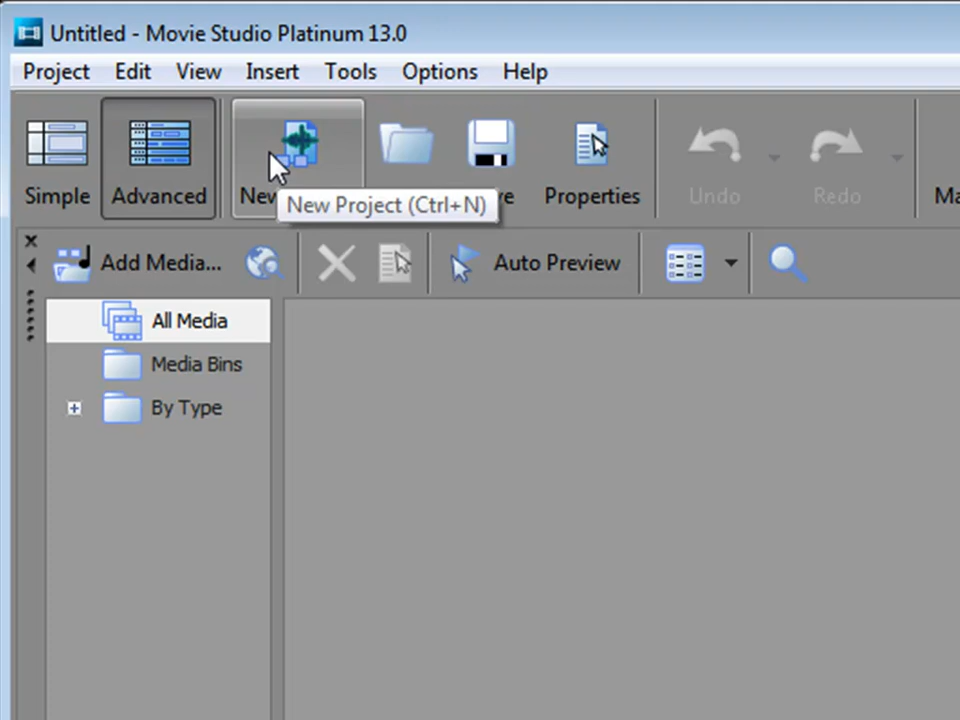 Untitled - Movie Studio Platinum 13.0
Project Edit View Insert Tools Options Help
Simple Advanced New Properties Undo Redo
New Project (Ctrl+N)
Add Media... Auto Preview
All Media
Media Bins
By Type